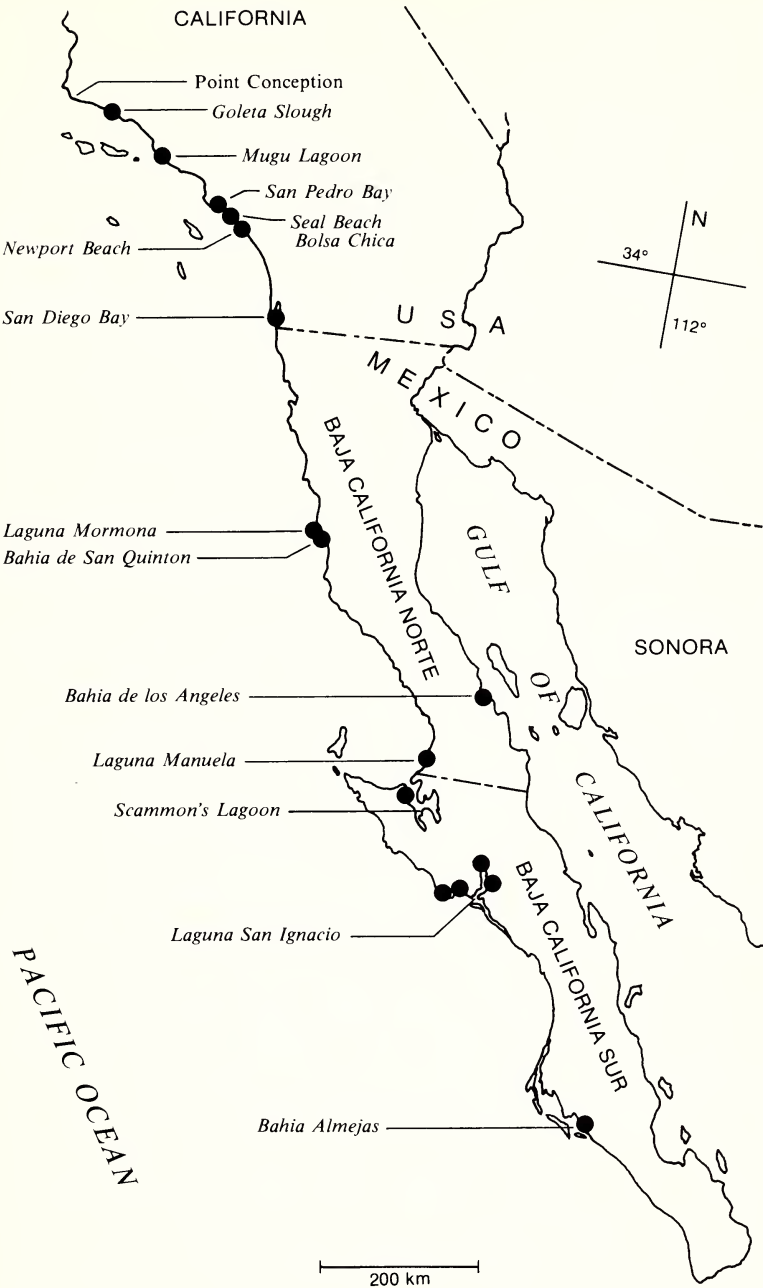 CALIFORNIA
Point Conception
Goleta Slough
Mugu Lagoon
San Pedro Bay
Seal Beach
Bolsa Chica
Newport Beach
N
34°
112°
San Diego Bay
USA
MEXICO
BAJA CALIFORNIA NORTE
GULF OF CALIFORNIA
Laguna Mormona
Bahia de San Quinton
SONORA
Bahia de los Angeles
Laguna Manuela
Scammon's Lagoon
BAJA CALIFORNIA SUR
Laguna San Ignacio
PACIFIC OCEAN
Bahia Almejas
200 km